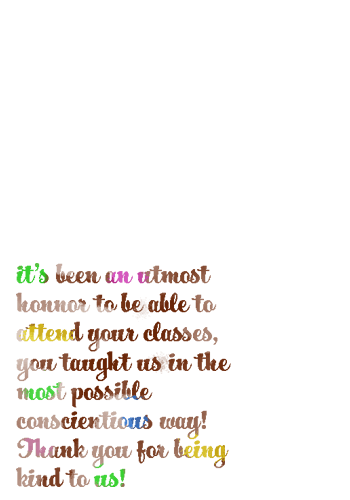 it's been an utmost
honnor to be able to
attend your classes,
you taught us in the
most possible
conscientious way!
Thank you for being
kind to us!